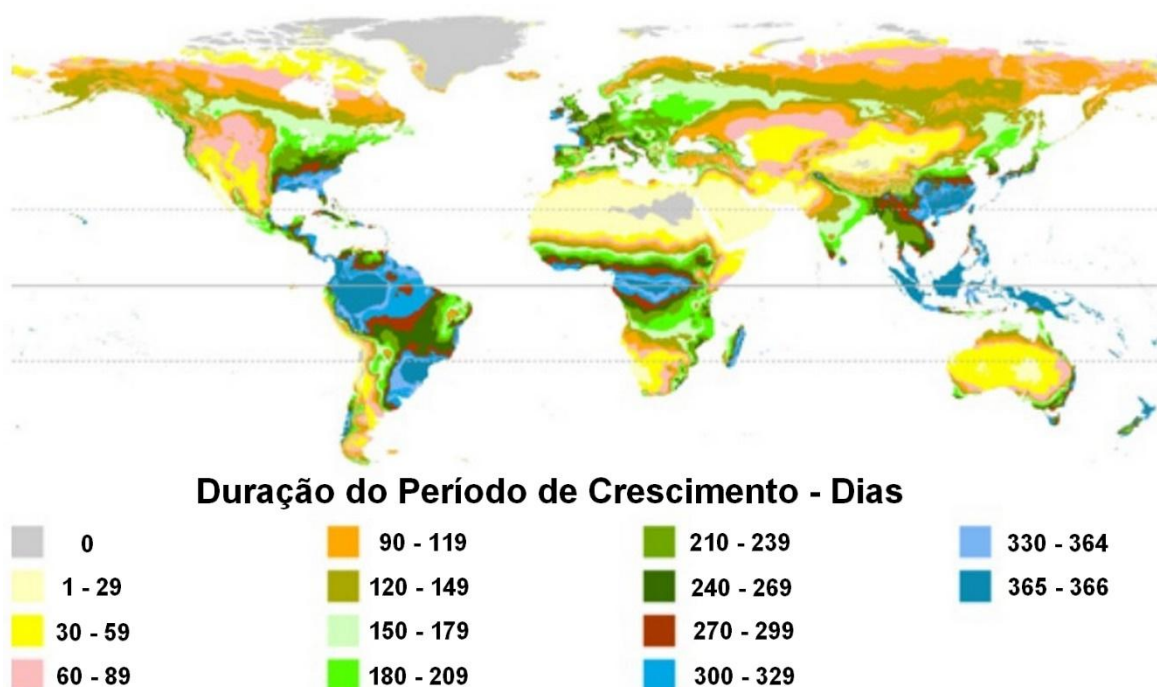 Duração do Período de Crescimento - Dias
0
1 - 29
30 - 59
60 - 89
90 - 119
120 - 149
150 - 179
180 - 209
210 - 239
240 - 269
270 - 299
300 - 329
330 - 364
365 - 366